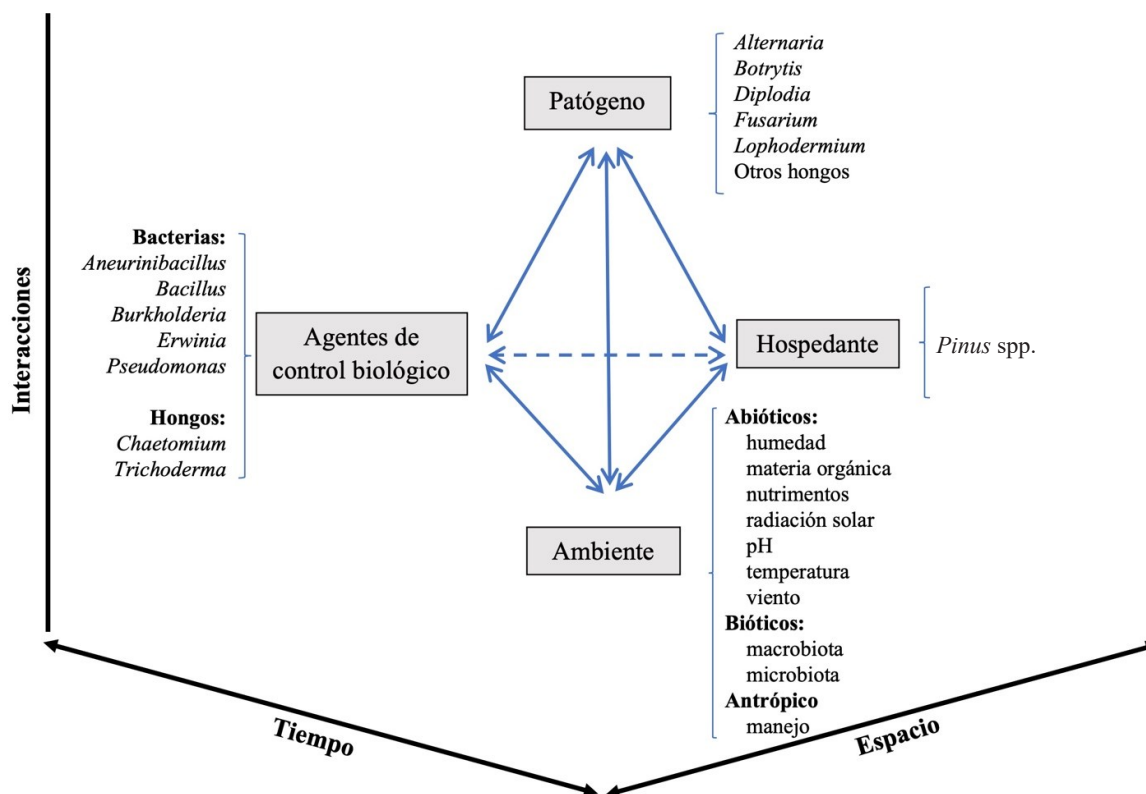 Alternaria
Botrytis
Diplodia
Fusarium
Lophodermium
Otros hongos
Patógeno
Interacciones
Bacterias:
Aneurinibacillus
Bacillus
Burkholderia
Erwinia
Pseudomonas
Hongos:
Chaetomium
Trichoderma
Agentes de
control biológico
Hospedante
Pinus spp.
Ambiente
Abióticos:
humedad
materia orgánica
nutrimentos
radiación solar
pH
temperatura
viento
Bióticos:
macrobiota
microbiota
Antrópico
manejo
Tiempo
Espacio